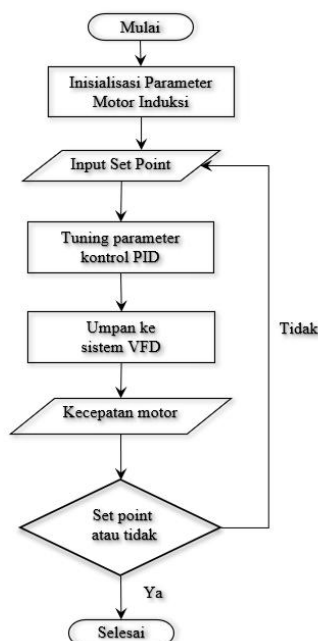 Mulai
Inisialisasi Parameter
Motor Induksi
Input Set Point
Tuning parameter
kontrol PID
Umpan ke
sistem VFD
Tidak
Kecepatan motor
Set point
atau tidak
Ya
Selesai